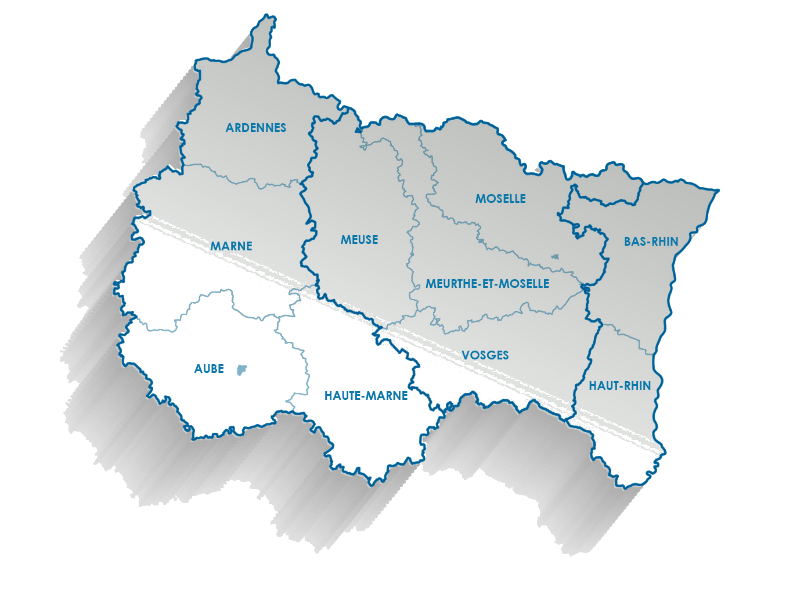 ARDENNES
MOSELLE
MEUSE
BAS-RHIN
MARNE
MEURTHE-ET-MOSELLE
VOSGES
AUBE
HAUT-RHIN
HAUTE-MARNE